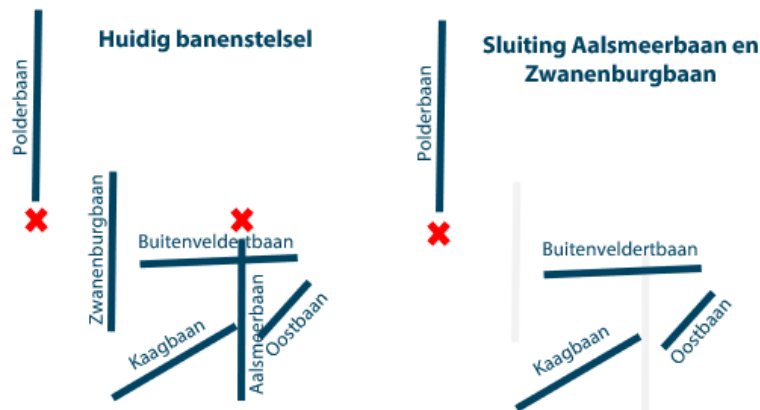 Huidig banenstelsel
Polderbaan
Zwanenburgbaan
Buitenveldertbaan
Kaagbaan
Aalsmeerbaan
Oostbaan
Sluiting Aalsmeerbaan en
Zwanenburgbaan
Polderbaan
Buitenveldertbaan
Kaagbaan
Oostbaan